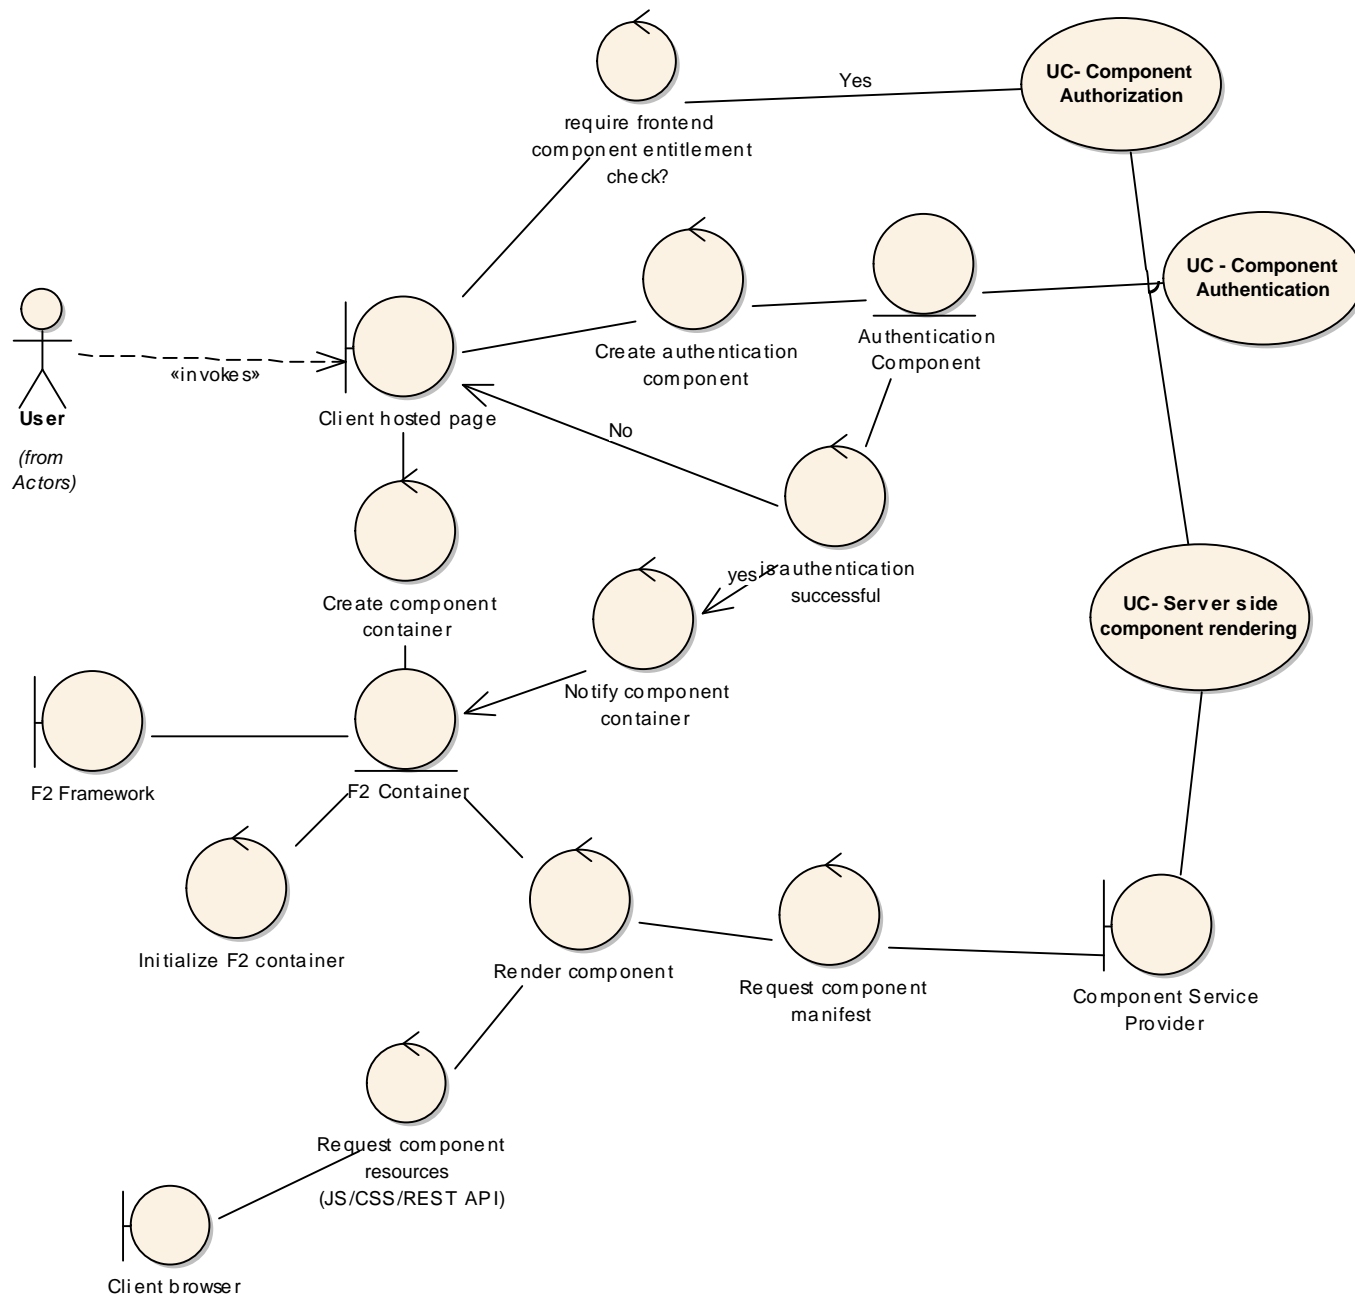 Yes
UC- Component
Authorization
require frontend
component entitlement
check?
UC - Component
Authentication
Create authentication
component
Authentication
Component
«invokes»
User
(from
Actors)
Client hosted page
No
yes
is authentication
successful
Create component
container
UC- Server side
component rendering
Notify component
container
F2 Framework
F2 Container
Initialize F2 container
Render component
Request component
manifest
Component Service
Provider
Request component
resources
(JS/CSS/REST API)
Client browser